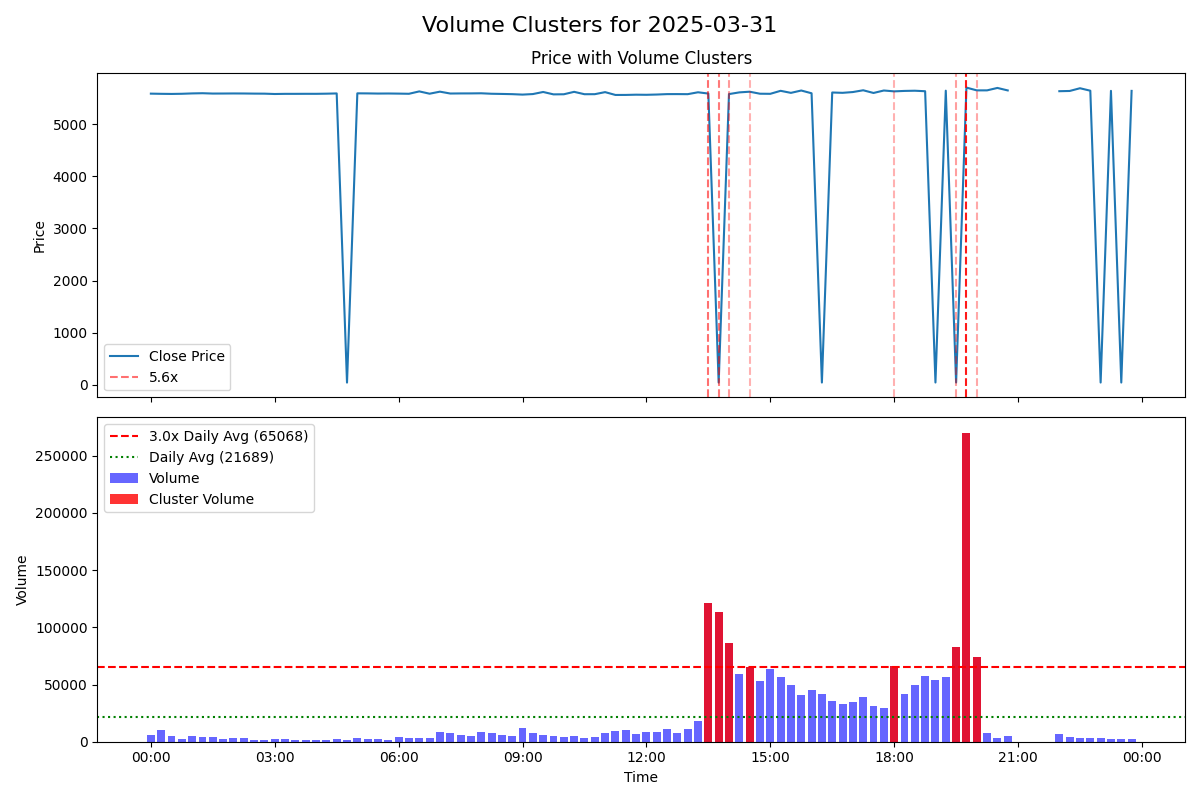 Volume Clusters for 2025-03-31
Price with Volume Clusters
Price
5000
4000
3000
2000
1000
0
Close Price
5.6x
Volume
250000
200000
150000
100000
50000
0
3.0x Daily Avg (65068)
Daily Avg (21689)
Volume
Cluster Volume
00:00 03:00 06:00 09:00 12:00 15:00 18:00 21:00 00:00
Time